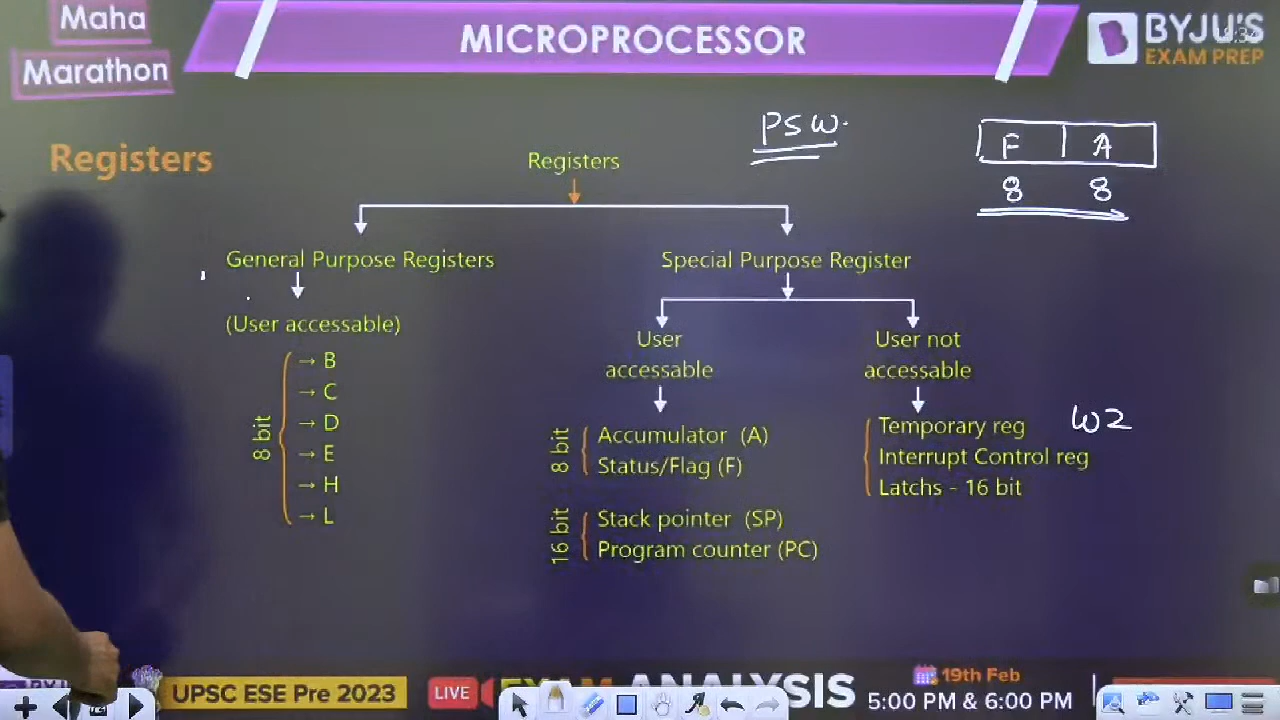 Maha
Marathon
MICROPROCESSOR
BYJU'S
EXAM PREP
PSW.
F A
8 8
Registers
Registers
General Purpose Registers
Special Purpose Register
(User accessable)
8 bit
→ B
→ C
→ D
→ E
→ H
→ L
User
accessable
8 bit
Accumulator (A)
Status/Flag (F)
16 bit
Stack pointer (SP)
Program counter (PC)
User not
accessable
Temporary reg
Interrupt Control reg
Latchs - 16 bit
WZ
UPSC ESE Pre 2023
LIVE
EXAM ANALYSIS
19th Feb
5:00 PM & 6:00 PM